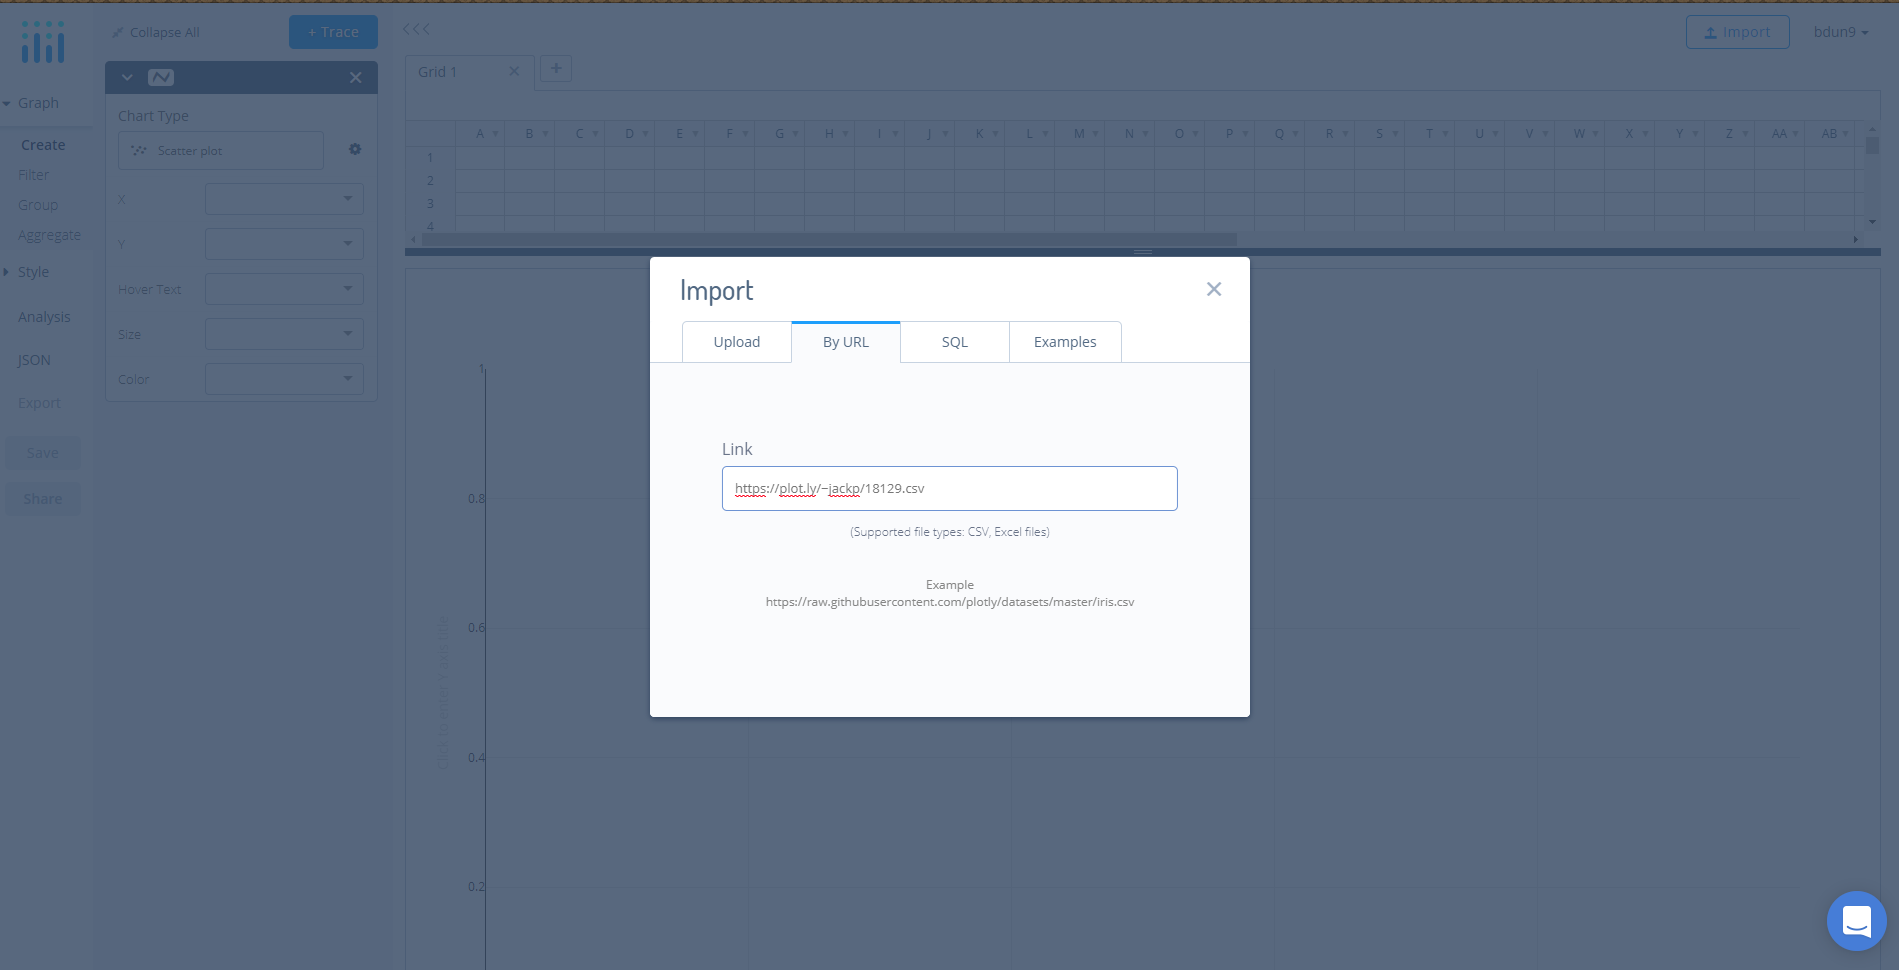 Collapse All
+ Trace
Import
bdun9
Grid 1
+
Graph
Create
Filter
Group
Aggregate
Style
Analysis
JSON
Export
Save
Share
Chart Type
Scatter plot
X
Y
Hover Text
Size
Color
A B C D E F G H I J K L M N O P Q R S T U V W X Y Z AA AB
1
2
3
4
Import
Upload By URL SQL Examples
Link
https://plot.ly/~jackp/18129.csv
(Supported file types: CSV, Excel files)
Example
https://raw.githubusercontent.com/plotly/datasets/master/iris.csv
1
0.8
0.6
0.4
0.2
Click to enter Y axis title